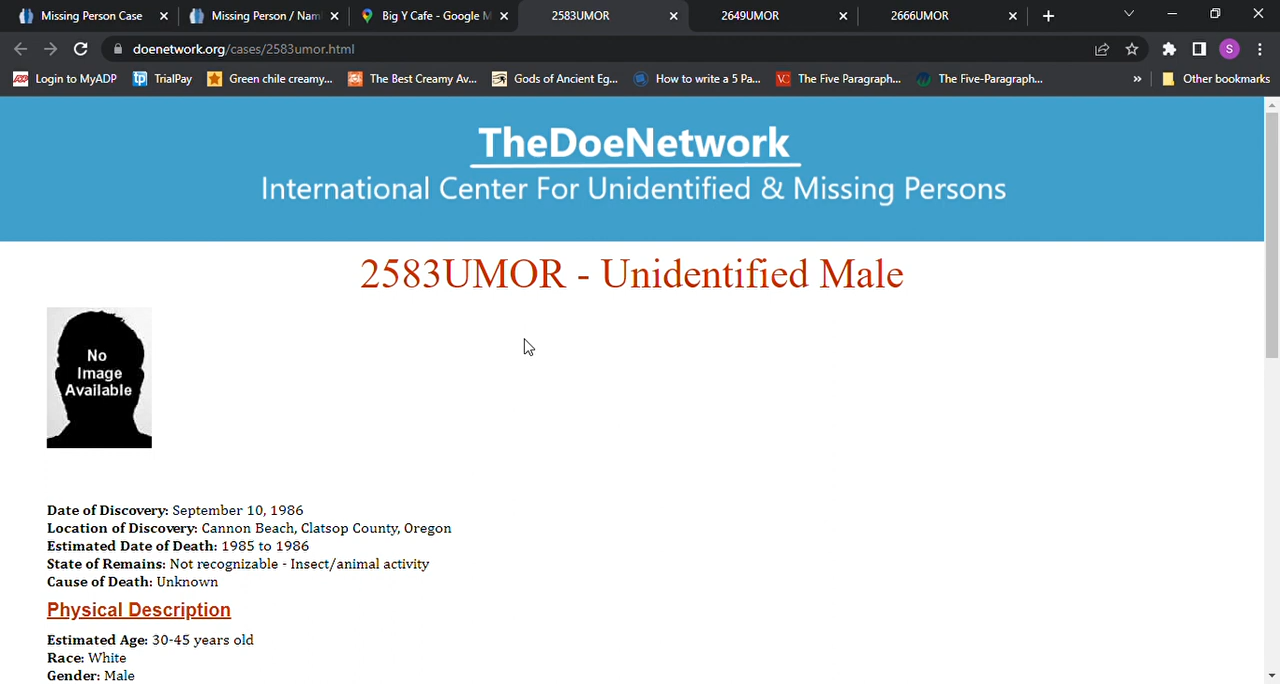 Missing Person Case
Missing Person / Nam
Big Y Cafe - Google M
2583UMOR
2649UMOR
2666UMOR
doenetwork.org/cases/2583umor.html
S
Login to MyADP
TrialPay
Green chile creamy...
The Best Creamy Av...
Gods of Ancient Eg...
How to write a 5 Pa...
The Five Paragraph...
The Five-Paragraph...
»
Other bookmarks
TheDoeNetwork
International Center For Unidentified & Missing Persons
2583UMOR - Unidentified Male
No
Image
Available
Date of Discovery: September 10, 1986
Location of Discovery: Cannon Beach, Clatsop County, Oregon
Estimated Date of Death: 1985 to 1986
State of Remains: Not recognizable - Insect/animal activity
Cause of Death: Unknown
Physical Description
Estimated Age: 30-45 years old
Race: White
Gender: Male